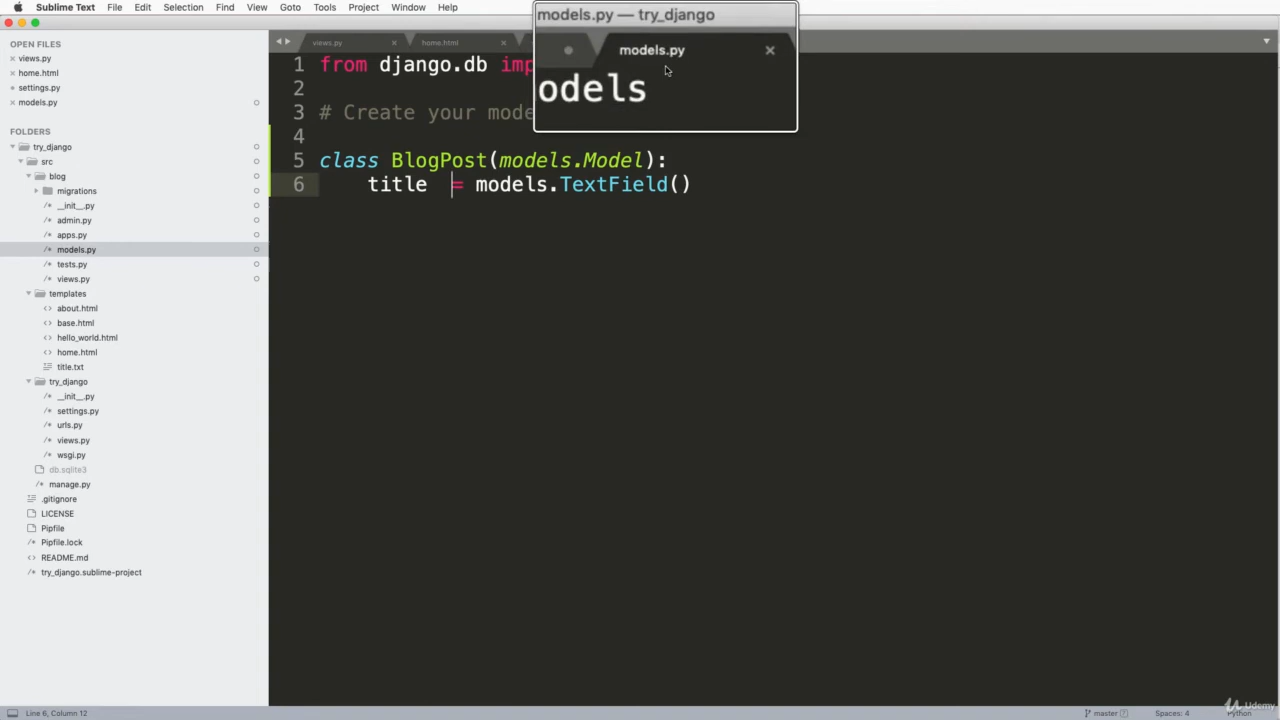 Sublime Text File Edit Selection Find View Goto Tools Project Window Help
models.py — try_django
OPEN FILES
views.py
home.html
settings.py
models.py
FOLDERS
try_django
src
blog
migrations
__init__.py
admin.py
apps.py
models.py
tests.py
views.py
templates
about.html
base.html
hello_world.html
home.html
title.txt
try_django
__init__.py
settings.py
urls.py
views.py
wsgi.py
db.sqlite3
manage.py
.gitignore
LICENSE
Pipfile
Pipfile.lock
README.md
try_django.sublime-project
views.py home.html models.py
1 from django.db imp
odels
2
3 # Create your mode
4
5 class BlogPost(models.Model):
6 title = models.TextField()
Line 6, Column 12 master 7 Spaces: 4 Python
Udemy